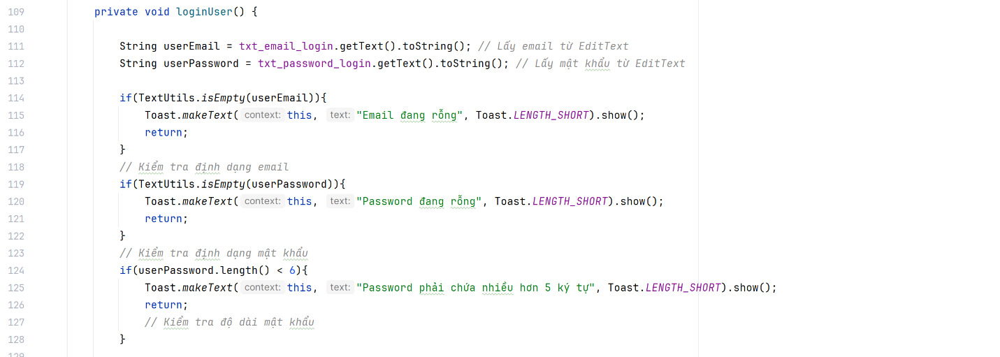 109 private void loginUser() {
110
111 String userEmail = txt_email_login.getText().toString(); // Lấy email từ EditText
112 String userPassword = txt_password_login.getText().toString(); // Lấy mật khẩu từ EditText
113
114 if(TextUtils.isEmpty(userEmail)){
115 Toast.makeText( context: this, text: "Email đang rỗng", Toast.LENGTH_SHORT).show();
116 return;
117 }
118 // Kiểm tra định dạng email
119 if(TextUtils.isEmpty(userPassword)){
120 Toast.makeText( context: this, text: "Password đang rỗng", Toast.LENGTH_SHORT).show();
121 return;
122 }
123 // Kiểm tra định dạng mật khẩu
124 if(userPassword.length() < 6){
125 Toast.makeText( context: this, text: "Password phải chứa nhiều hơn 5 ký tự", Toast.LENGTH_SHORT).show();
126 return;
127 // Kiểm tra độ dài mật khẩu
128 }
129